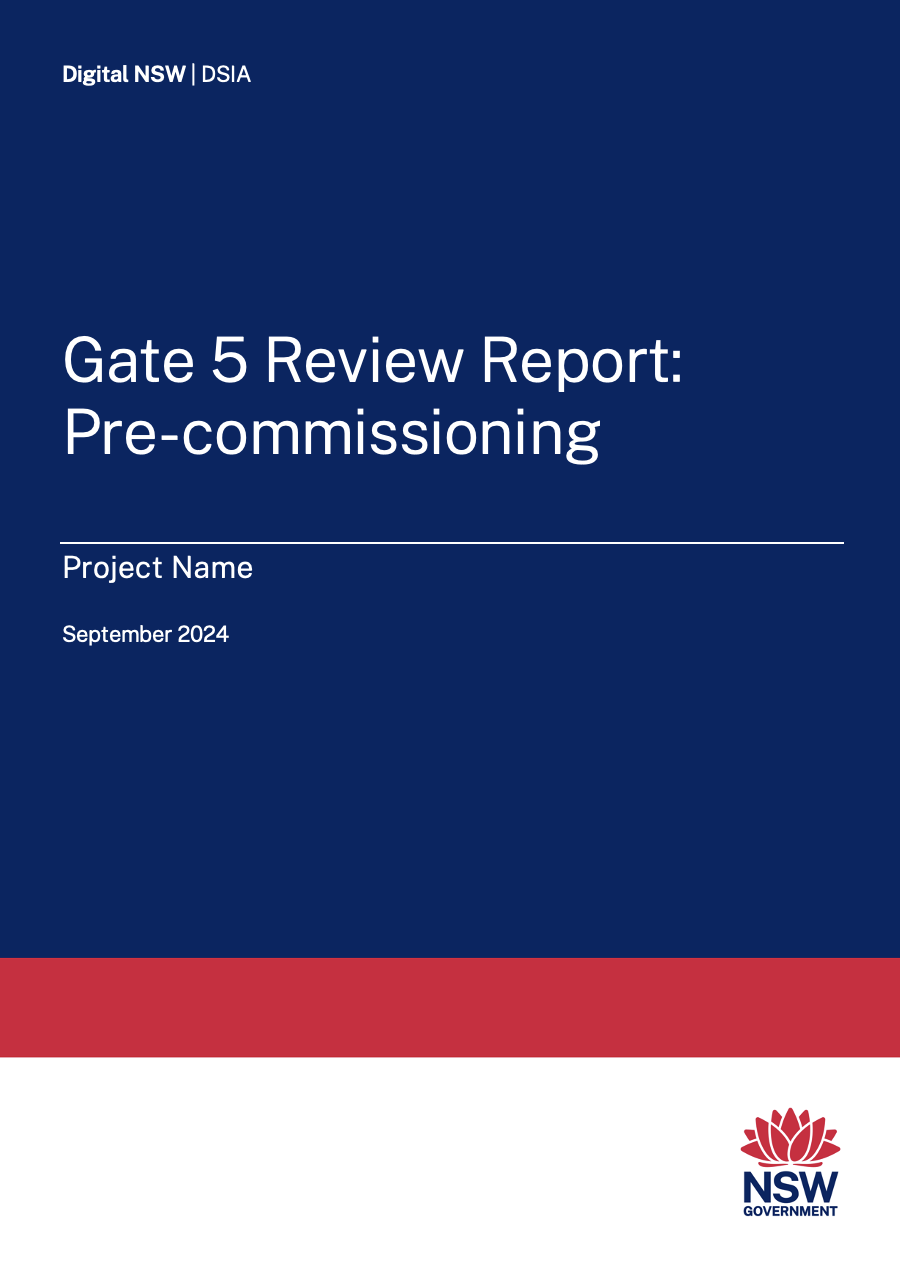 Digital NSW | DSIA
Gate 5 Review Report:
Pre-commissioning
Project Name
September 2024
NSW
GOVERNMENT